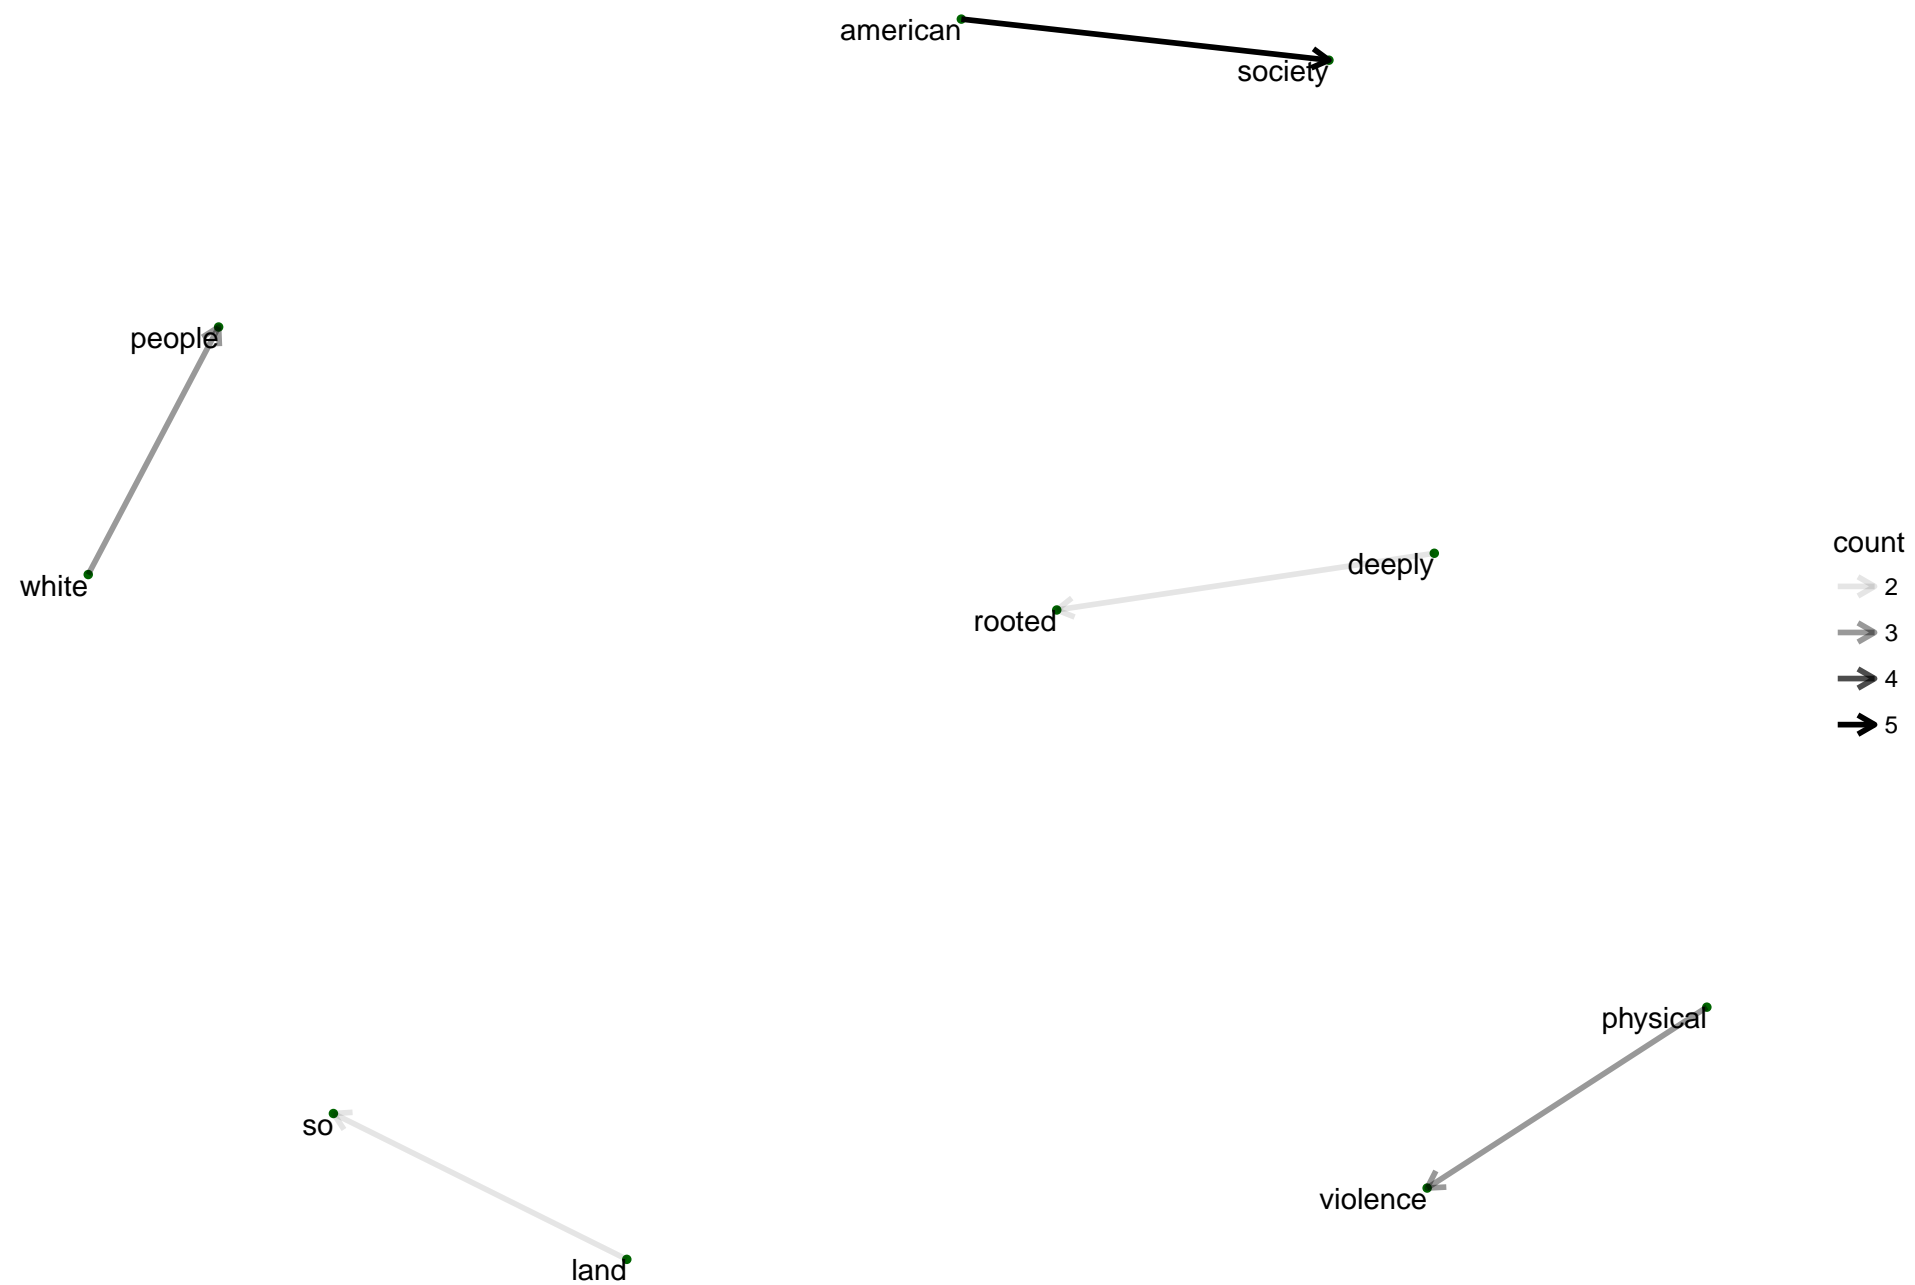 american
society
people
white
deeply
rooted
count
2
3
4
5
physical
so
violence
land